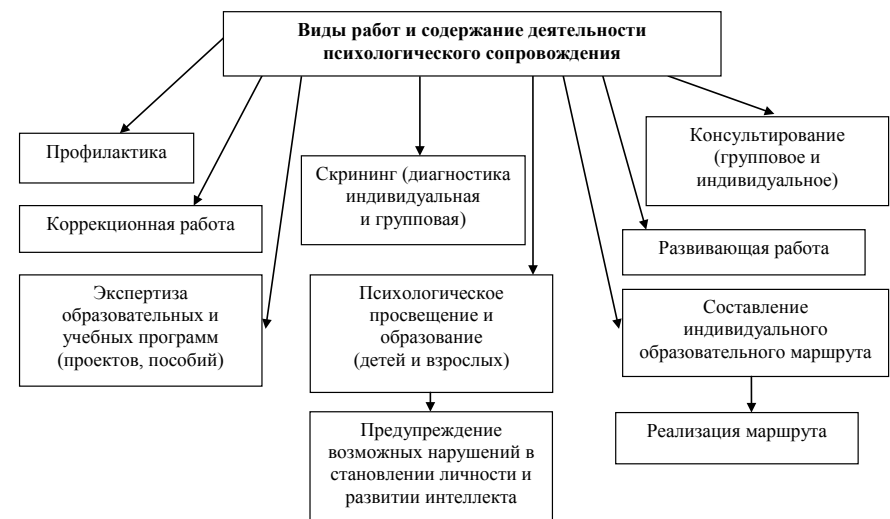 Виды работ и содержание деятельности
психологического сопровождения
Профилактика
Коррекционная работа
Экспертиза
образовательных и
учебных программ
(проектов, пособий)
Скрининг (диагностика
индивидуальная
и групповая)
Психологическое
просвещение и
образование
(детей и взрослых)
Предупреждение
возможных нарушений в
становлении личности и
развитии интеллекта
Консультирование
(групповое и
индивидуальное)
Развивающая работа
Составление
индивидуального
образовательного маршрута
Реализация маршрута